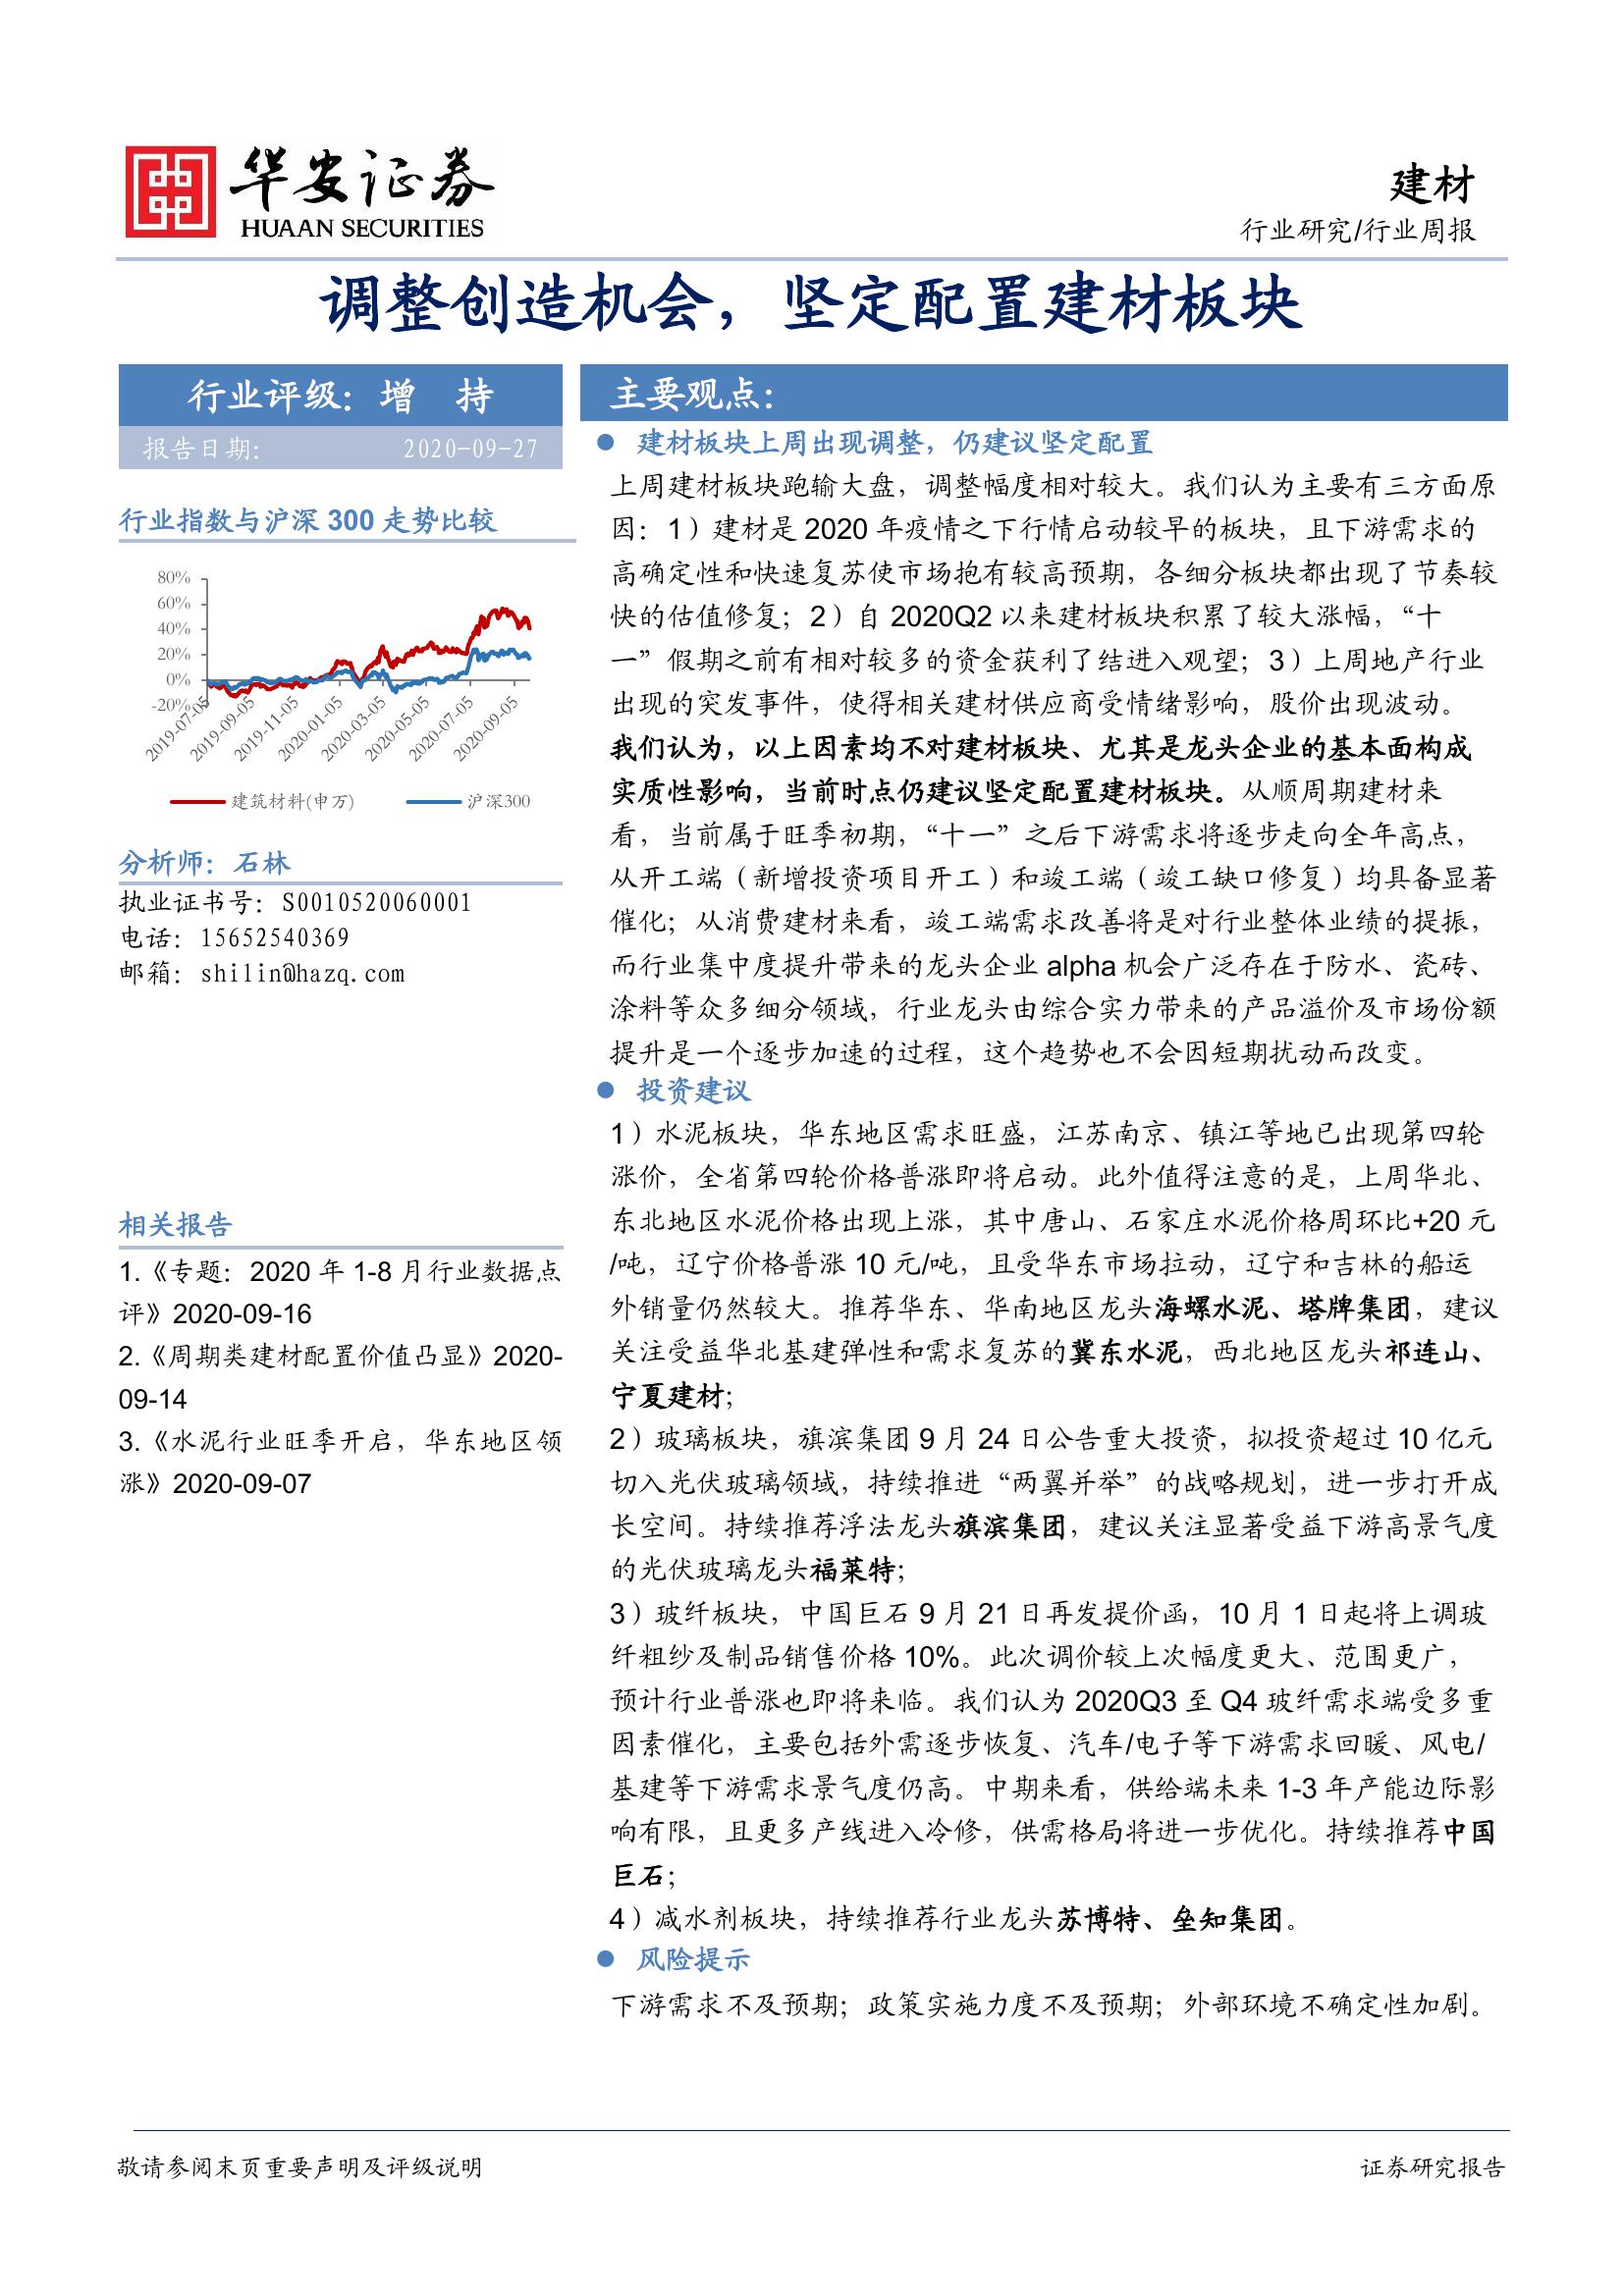 华安证券
HUAAN SECURITIES
建材
行业研究/行业周报
调整创造机会，坚定配置建材板块
行业评级：增 持
报告日期： 2020-09-27
行业指数与沪深 300 走势比较
80%
60%
40%
20%
0%
-20%
2019-07-05
2019-09-05
2019-11-05
2020-01-05
2020-03-05
2020-05-05
2020-07-05
2020-09-05
建筑材料(申万)
沪深300
分析师：石林
执业证书号：S0010520060001
电话：15652540369
邮箱：shilin@hazq.com
相关报告
1.《专题：2020 年 1-8 月行业数据点
评》2020-09-16
2.《周期类建材配置价值凸显》2020-
09-14
3.《水泥行业旺季开启，华东地区领
涨》2020-09-07
主要观点：
● 建材板块上周出现调整，仍建议坚定配置
上周建材板块跑输大盘，调整幅度相对较大。我们认为主要有三方面原
因：1）建材是 2020 年疫情之下行情启动较早的板块，且下游需求的
高确定性和快速复苏使市场抱有较高预期，各细分板块都出现了节奏较
快的估值修复；2）自 2020Q2 以来建材板块积累了较大涨幅，“十
一”假期之前有相对较多的资金获利了结进入观望；3）上周地产行业
出现的突发事件，使得相关建材供应商受情绪影响，股价出现波动。
我们认为，以上因素均不对建材板块、尤其是龙头企业的基本面构成
实质性影响，当前时点仍建议坚定配置建材板块。从顺周期建材来
看，当前属于旺季初期，“十一”之后下游需求将逐步走向全年高点，
从开工端（新增投资项目开工）和竣工端（竣工缺口修复）均具备显著
催化；从消费建材来看，竣工端需求改善将是对行业整体业绩的提振，
而行业集中度提升带来的龙头企业 alpha 机会广泛存在于防水、瓷砖、
涂料等众多细分领域，行业龙头由综合实力带来的产品溢价及市场份额
提升是一个逐步加速的过程，这个趋势也不会因短期扰动而改变。
● 投资建议
1）水泥板块，华东地区需求旺盛，江苏南京、镇江等地已出现第四轮
涨价，全省第四轮价格普涨即将启动。此外值得注意的是，上周华北、
东北地区水泥价格出现上涨，其中唐山、石家庄水泥价格周环比+20 元
/吨，辽宁价格普涨 10 元/吨，且受华东市场拉动，辽宁和吉林的船运
外销量仍然较大。推荐华东、华南地区龙头海螺水泥、塔牌集团，建议
关注受益华北基建弹性和需求复苏的冀东水泥，西北地区龙头祁连山、
宁夏建材；
2）玻璃板块，旗滨集团 9 月 24 日公告重大投资，拟投资超过 10 亿元
切入光伏玻璃领域，持续推进“两翼并举”的战略规划，进一步打开成
长空间。持续推荐浮法龙头旗滨集团，建议关注显著受益下游高景气度
的光伏玻璃龙头福莱特；
3）玻纤板块，中国巨石 9 月 21 日再发提价函，10 月 1 日起将上调玻
纤粗纱及制品销售价格 10%。此次调价较上次幅度更大、范围更广，
预计行业普涨也即将来临。我们认为 2020Q3 至 Q4 玻纤需求端受多重
因素催化，主要包括外需逐步恢复、汽车/电子等下游需求回暖、风电/
基建等下游需求景气度仍高。中期来看，供给端未来 1-3 年产能边际影
响有限，且更多产线进入冷修，供需格局将进一步优化。持续推荐中国
巨石；
4）减水剂板块，持续推荐行业龙头苏博特、垒知集团。
● 风险提示
下游需求不及预期；政策实施力度不及预期；外部环境不确定性加剧。
敬请参阅末页重要声明及评级说明
证券研究报告